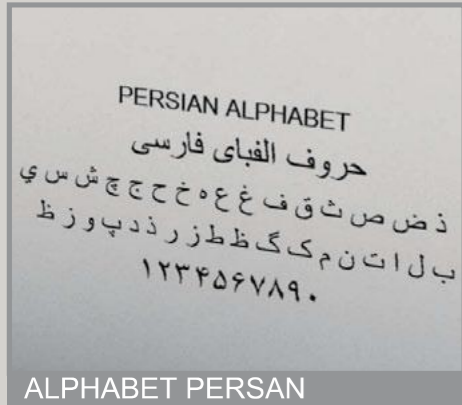 PERSIAN ALPHABET
حروف الفبای فارسی
ذ ض ص ث ق ف غ ع ه خ ح ج چ ش س ي
ب ل ا ت ن م ک گ ظ ط ز ر ذ د پ و ز ظ
۱۲۳۴۵۶۷۸۹۰
ALPHABET PERSAN